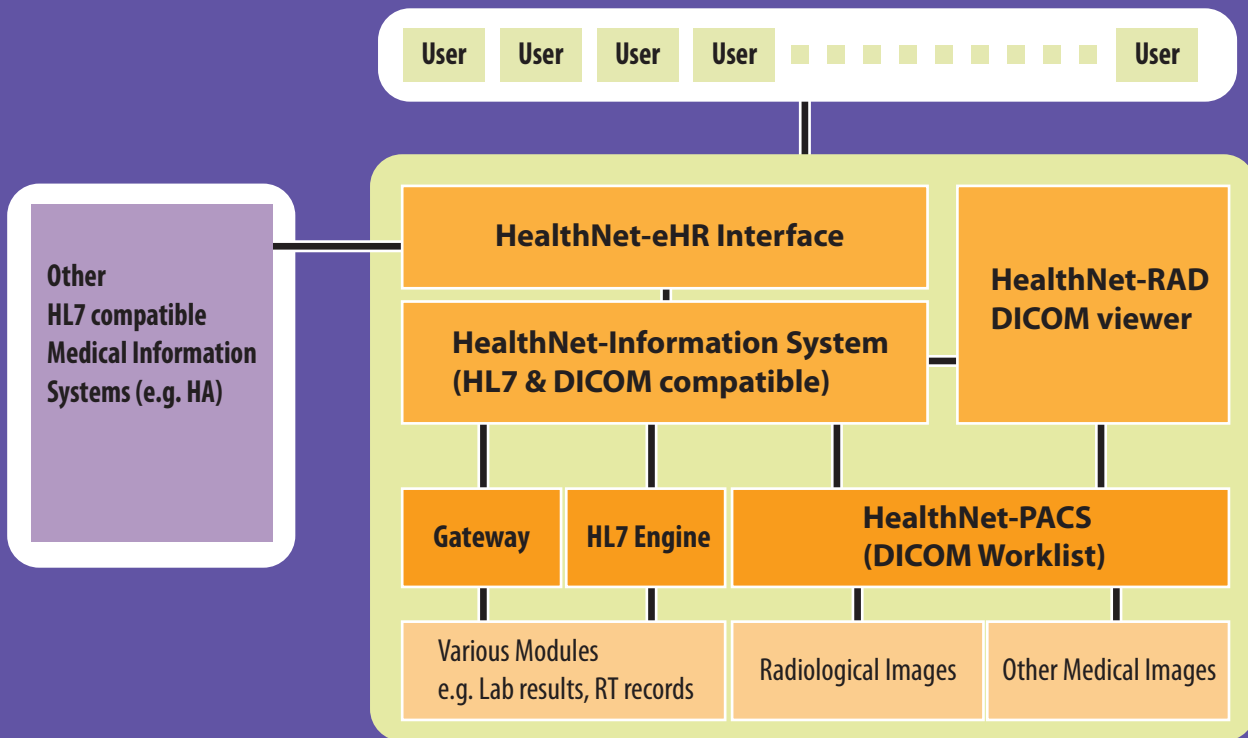 User User User User User
Other
HL7 compatible
Medical Information
Systems (e.g. HA)
HealthNet-eHR Interface
HealthNet-RAD
DICOM viewer
HealthNet-Information System
(HL7 & DICOM compatible)
Gateway
HL7 Engine
HealthNet-PACS
(DICOM Worklist)
Various Modules
e.g. Lab results, RT records
Radiological Images
Other Medical Images